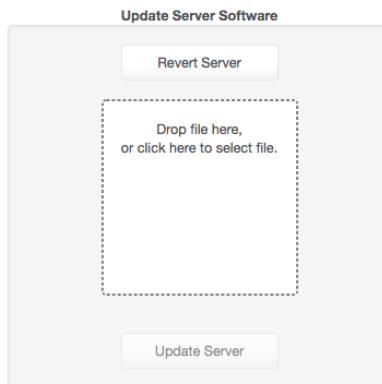 Update Server Software
Revert Server
Drop file here,
or click here to select file.
Update Server